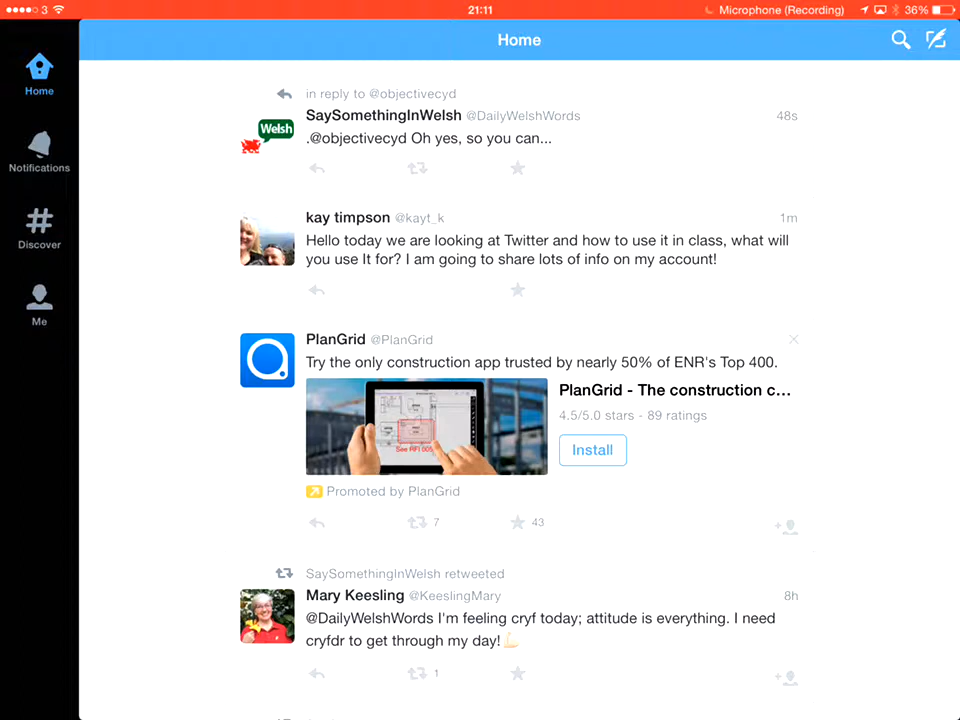 3
21:11
Microphone (Recording)
36%
Home
Home
Notifications
Discover
Me
in reply to @objectivecyd
SaySomethingInWelsh @DailyWelshWords 48s
Welsh
.@objectivecyd Oh yes, so you can...
kay timpson @kayt_k 1m
Hello today we are looking at Twitter and how to use it in class, what will
you use It for? I am going to share lots of info on my account!
PlanGrid @PlanGrid
Try the only construction app trusted by nearly 50% of ENR's Top 400.
See RFI 005
PlanGrid - The construction c...
4.5/5.0 stars - 89 ratings
Install
Promoted by PlanGrid
7 43
SaySomethingInWelsh retweeted
Mary Keesling @KeeslingMary 8h
@DailyWelshWords I'm feeling cryf today; attitude is everything. I need
cryfdr to get through my day!💪
1